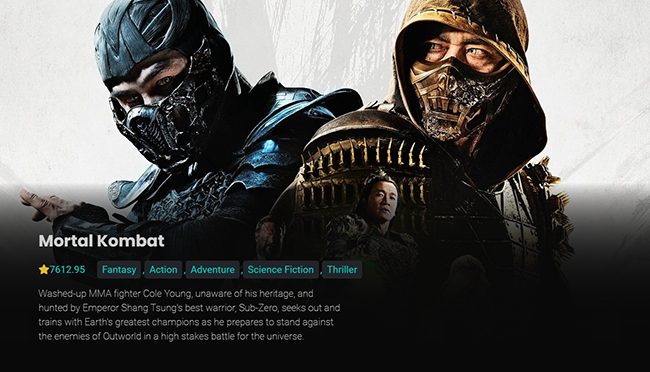 Mortal Kombat
7612.95 Fantasy , Action , Adventure , Science Fiction , Thriller
Washed-up MMA fighter Cole Young, unaware of his heritage, and
hunted by Emperor Shang Tsung's best warrior, Sub-Zero, seeks out and
trains with Earth's greatest champions as he prepares to stand against
the enemies of Outworld in a high stakes battle for the universe.